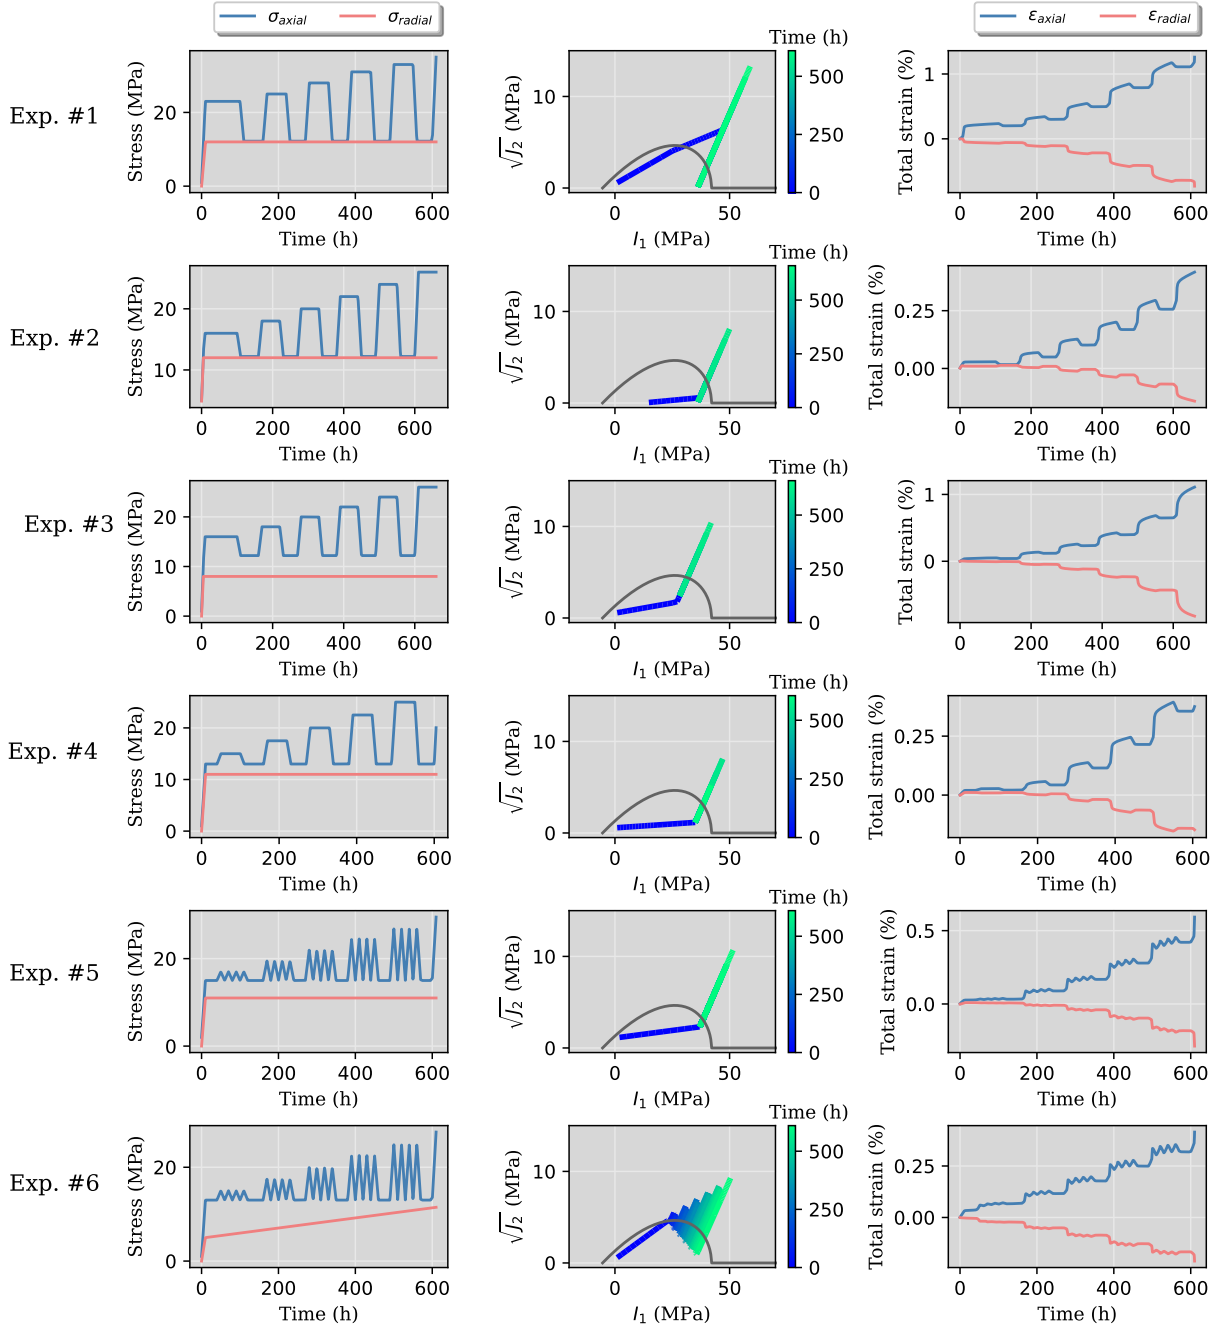 σaxial σradial
εaxial εradial
Exp. #1
Stress (MPa)
20
0
0 200 400 600
Time (h)
√J2 (MPa)
10
0
0 50
I1 (MPa)
Time (h)
500
250
0
Total strain (%)
1
0
0 200 400 600
Time (h)
Exp. #2
Stress (MPa)
20
10
0 200 400 600
Time (h)
√J2 (MPa)
10
0
0 50
I1 (MPa)
Time (h)
500
250
0
Total strain (%)
0.25
0.00
0 200 400 600
Time (h)
Exp. #3
Stress (MPa)
20
10
0
0 200 400 600
Time (h)
√J2 (MPa)
10
0
0 50
I1 (MPa)
Time (h)
500
250
0
Total strain (%)
1
0
0 200 400 600
Time (h)
Exp. #4
Stress (MPa)
20
10
0
0 200 400 600
Time (h)
√J2 (MPa)
10
0
0 50
I1 (MPa)
Time (h)
500
250
0
Total strain (%)
0.25
0.00
0 200 400 600
Time (h)
Exp. #5
Stress (MPa)
20
0
0 200 400 600
Time (h)
√J2 (MPa)
10
0
0 50
I1 (MPa)
Time (h)
500
250
0
Total strain (%)
0.5
0.0
0 200 400 600
Time (h)
Exp. #6
Stress (MPa)
20
0
0 200 400 600
Time (h)
√J2 (MPa)
10
0
0 50
I1 (MPa)
Time (h)
500
250
0
Total strain (%)
0.25
0.00
0 200 400 600
Time (h)